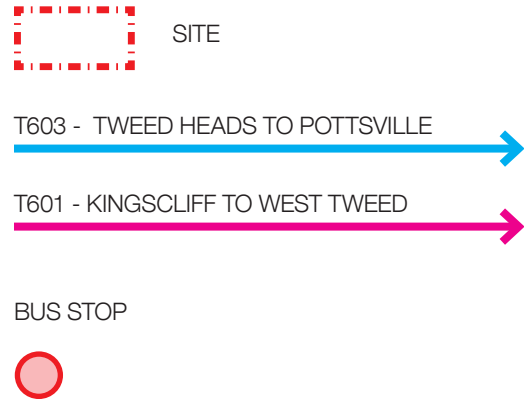 SITE
T603 - TWEED HEADS TO POTTSVILLE
T601 - KINGSCLIFF TO WEST TWEED
BUS STOP